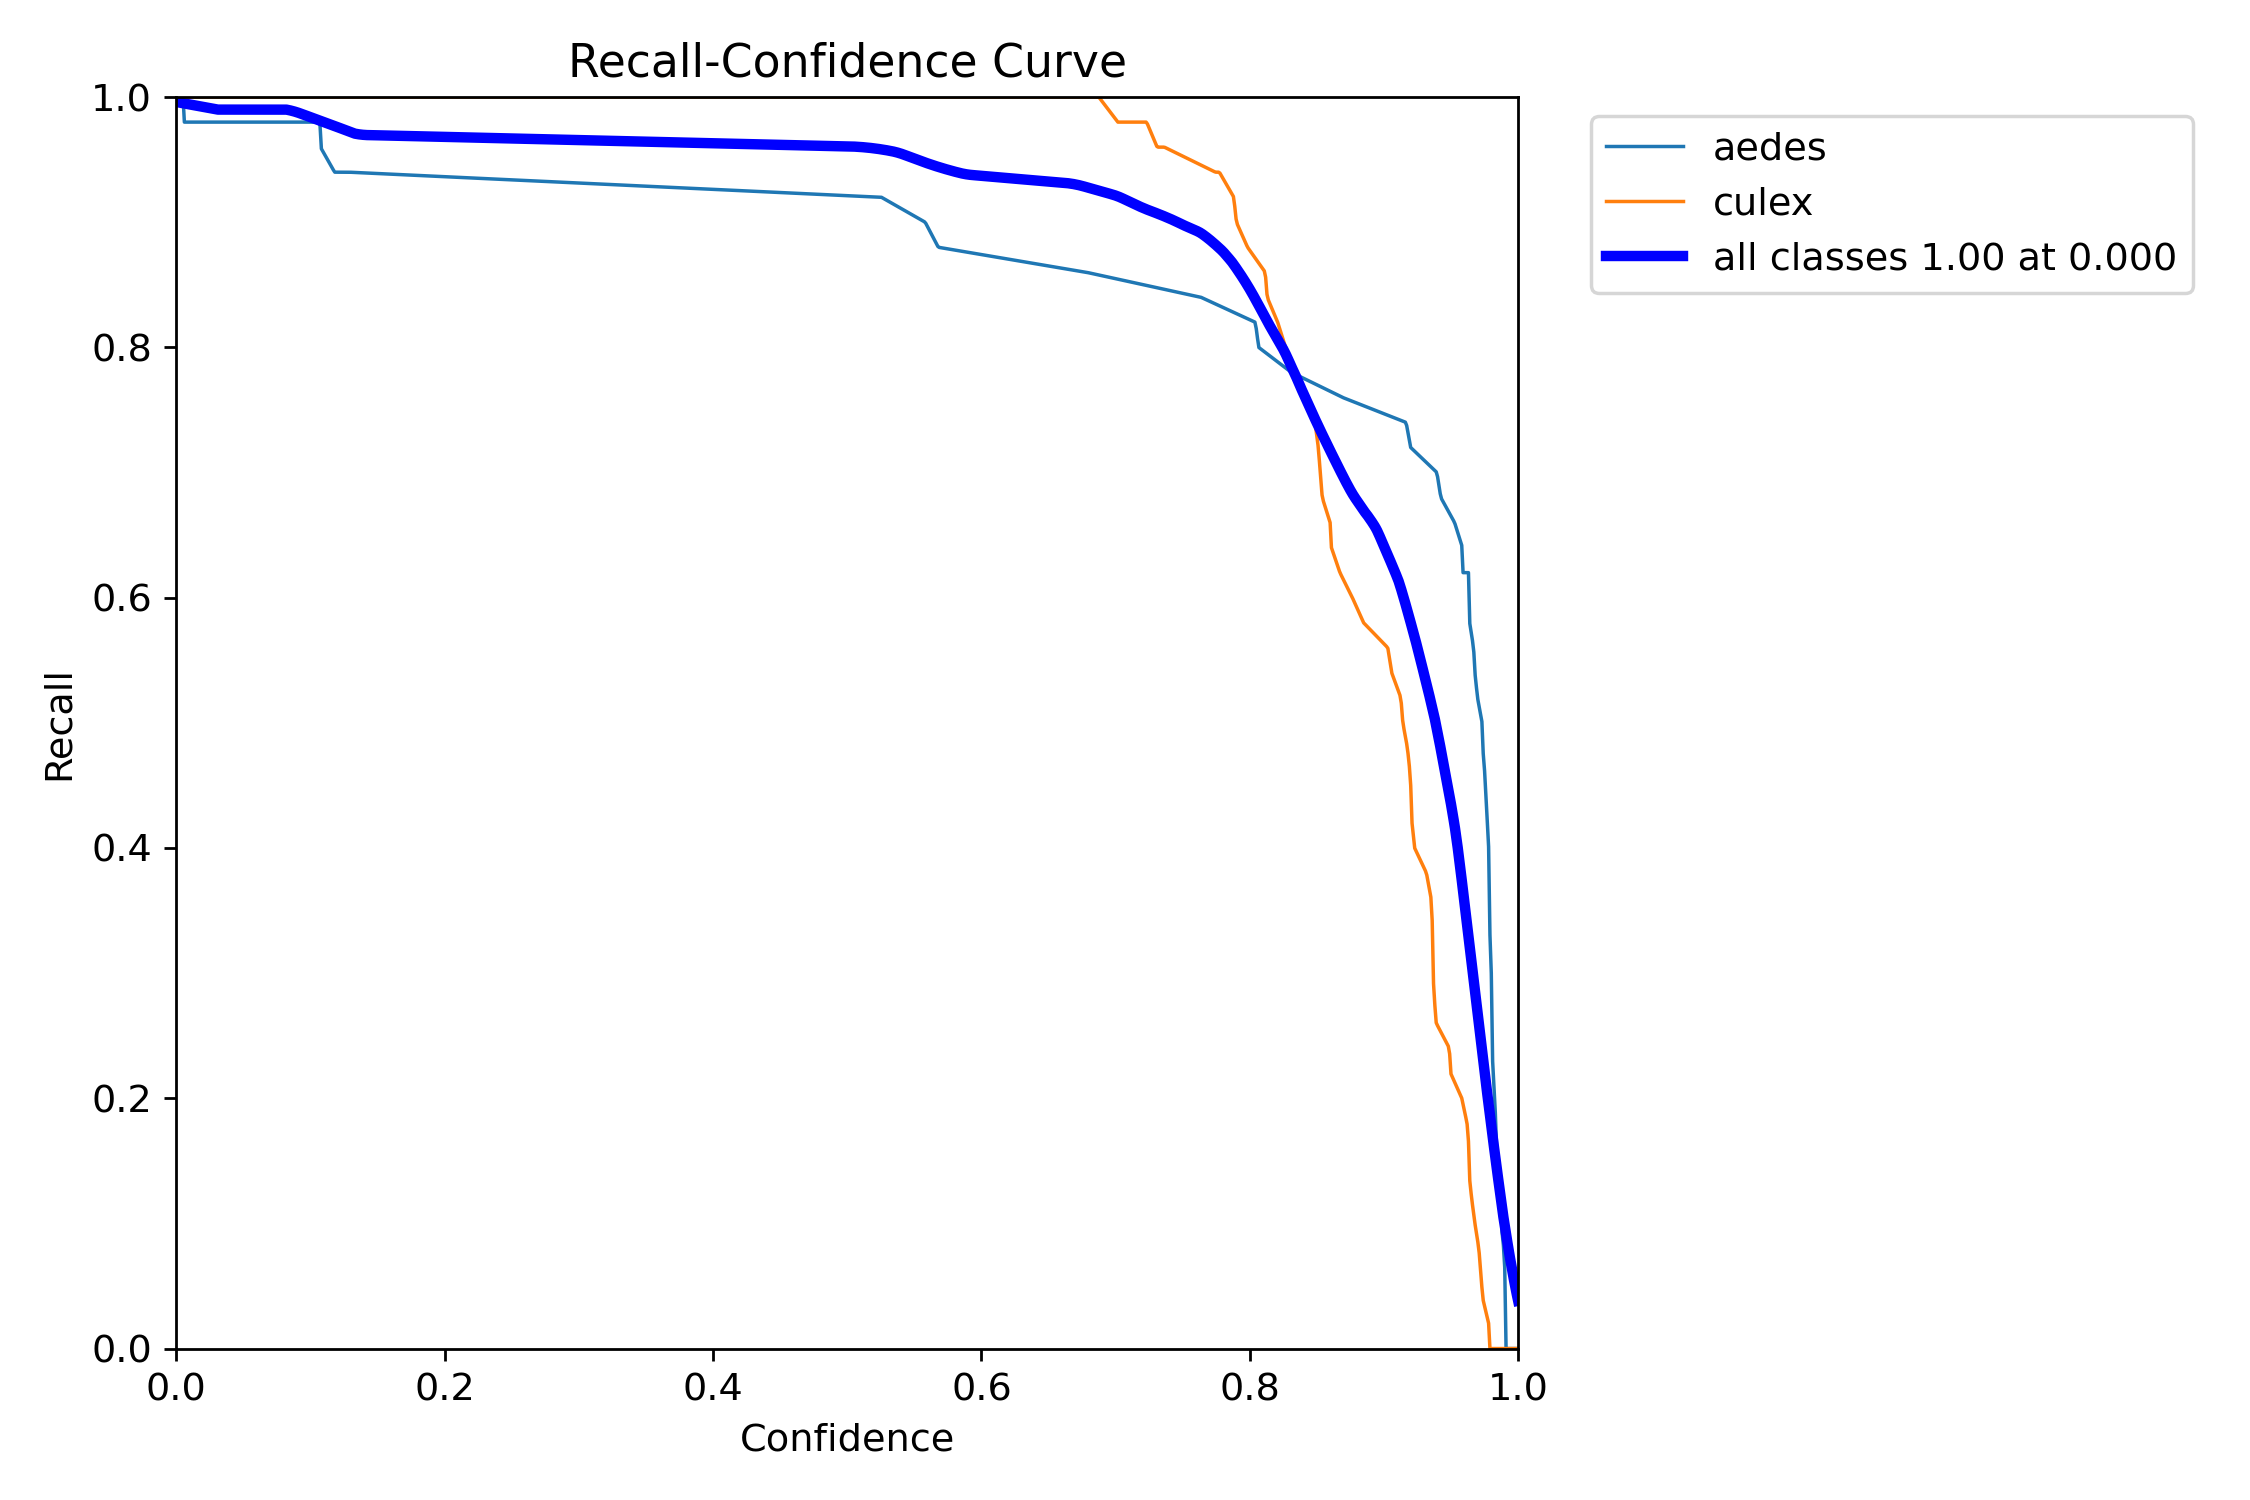 Recall-Confidence Curve
1.0
0.8
0.6
0.4
0.2
0.0
Recall
0.0 0.2 0.4 0.6 0.8 1.0
Confidence
aedes
culex
all classes 1.00 at 0.000